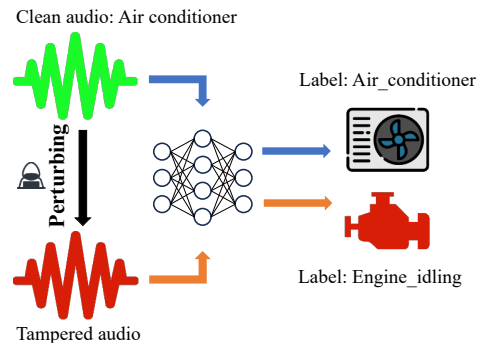 Clean audio: Air conditioner
Label: Air_conditioner
Perturbing
Label: Engine_idling
Tampered audio